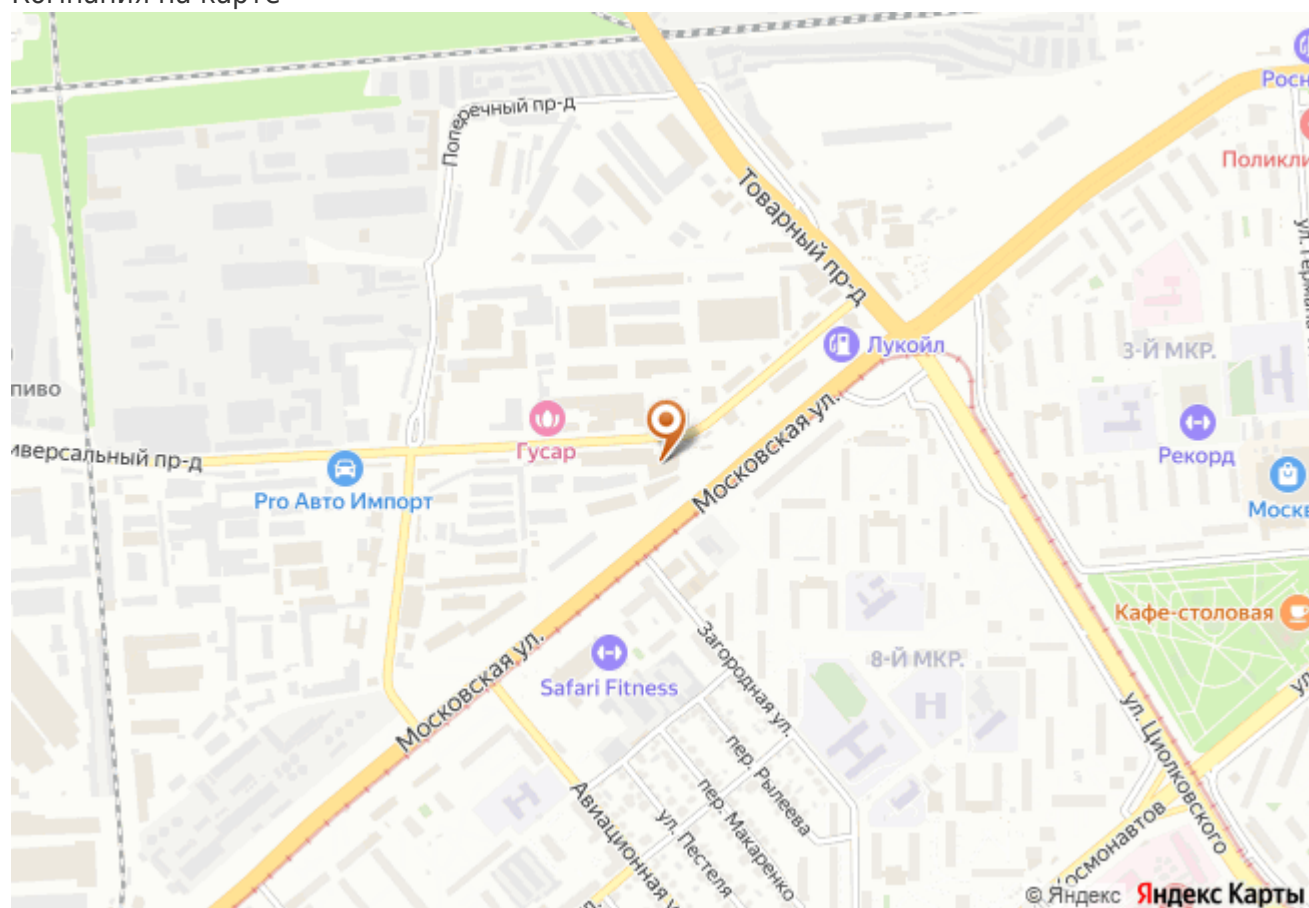 Компания на карте
Поперечный пр-д
Росн
Поликли
Товарный пр-д
Лукойл
3-Й МКР.
пиво
Гусар
Московская ул.
Рекорд
иверсальный пр-д
Pro Авто Импорт
Москв
Кафе-столовая
Загородная ул.
8-Й МКР.
Московская ул.
Safari Fitness
ул. Циолковского
пер. Рылеева
Авиационная
пер. Макаренко
ул. Пестеля
Космонавтов
ул.
© Яндекс Яндекс Карты